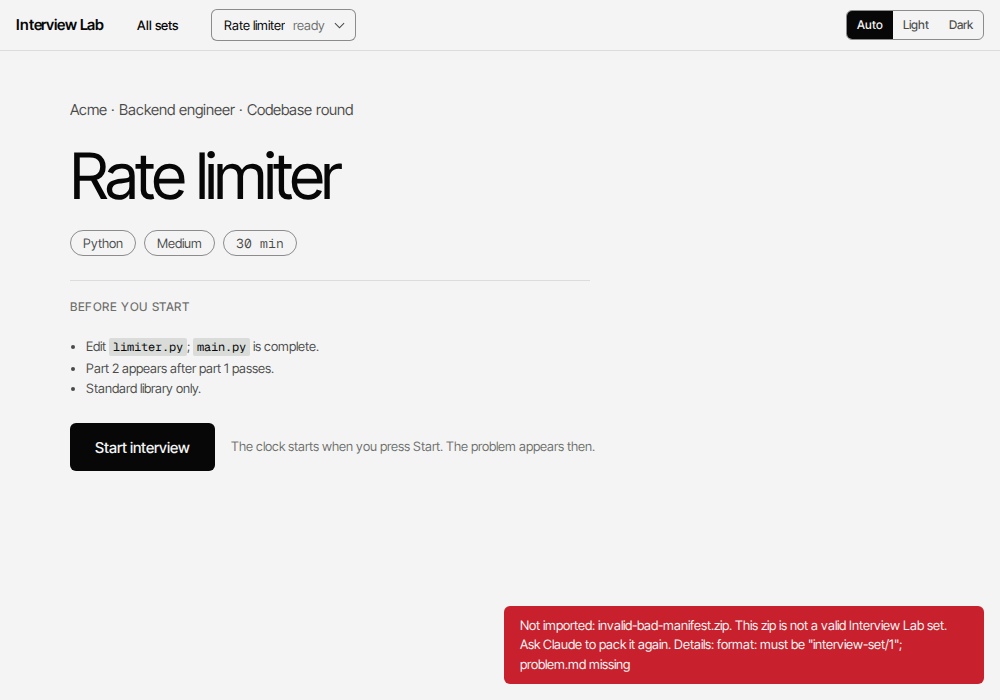 Interview Lab
All sets
Rate limiter ready
Auto Light Dark
Acme · Backend engineer · Codebase round
Rate limiter
Python Medium 30 min
BEFORE YOU START
• Edit limiter.py; main.py is complete.
• Part 2 appears after part 1 passes.
• Standard library only.
Start interview
The clock starts when you press Start. The problem appears then.
Not imported: invalid-bad-manifest.zip. This zip is not a valid Interview Lab set.
Ask Claude to pack it again. Details: format: must be "interview-set/1";
problem.md missing